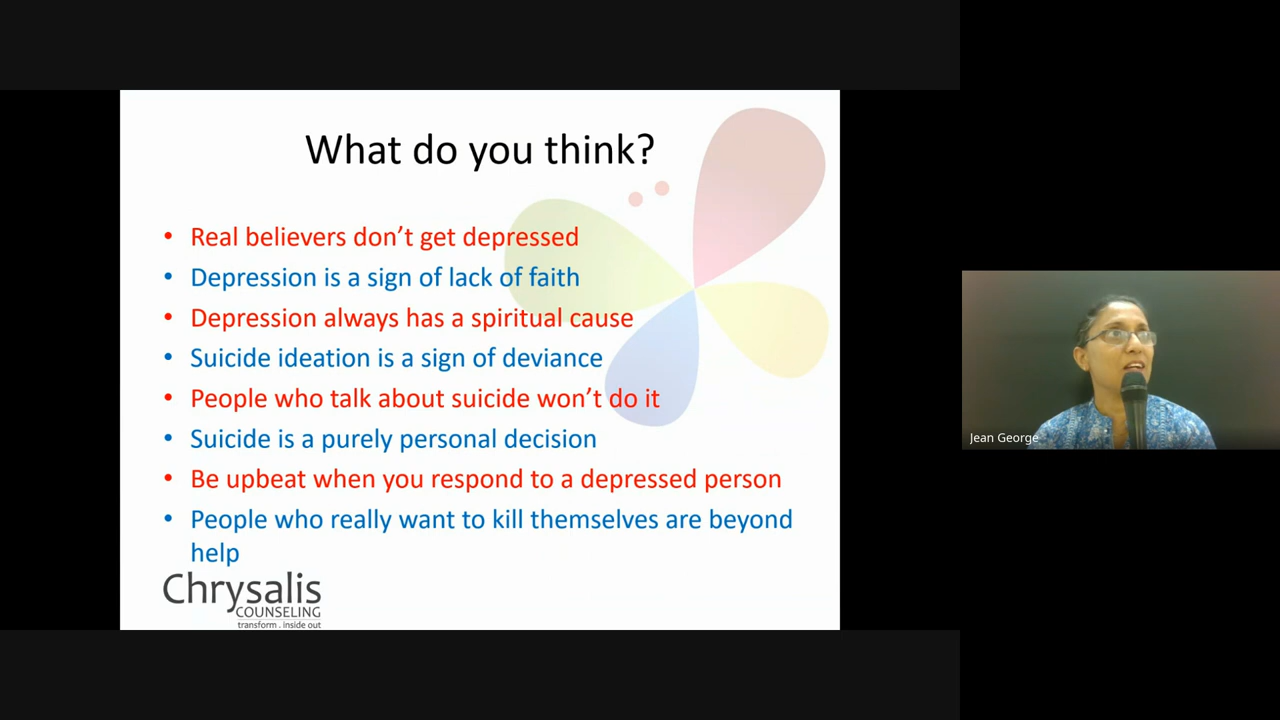 What do you think?
• Real believers don't get depressed
• Depression is a sign of lack of faith
• Depression always has a spiritual cause
• Suicide ideation is a sign of deviance
• People who talk about suicide won't do it
• Suicide is a purely personal decision
• Be upbeat when you respond to a depressed person
• People who really want to kill themselves are beyond
help
Chrysalis
COUNSELING
transform . inside out
Jean George